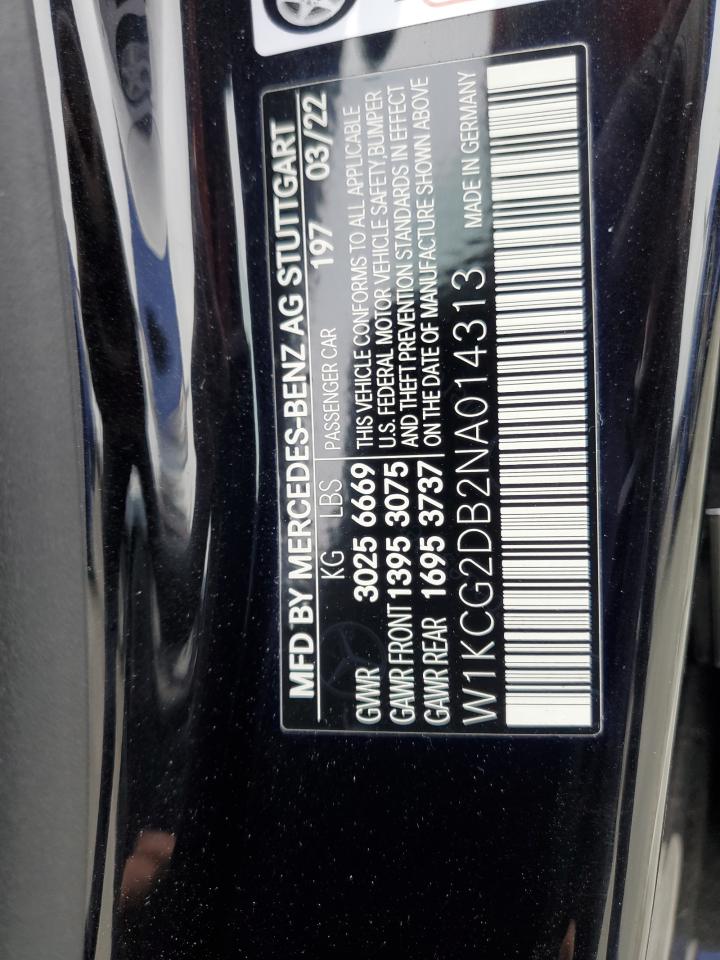 MFD BY MERCEDES-BENZ AG STUTTGART
KG LBS PASSENGER CAR 197 03/22
GVWR 3025 6669 THIS VEHICLE CONFORMS TO ALL APPLICABLE
U.S. FEDERAL MOTOR VEHICLE SAFETY,BUMPER
GAWR FRONT 1395 3075 AND THEFT PREVENTION STANDARDS IN EFFECT
GAWR REAR 1695 3737 ON THE DATE OF MANUFACTURE SHOWN ABOVE
W1KCG2DB2NA014313 MADE IN GERMANY